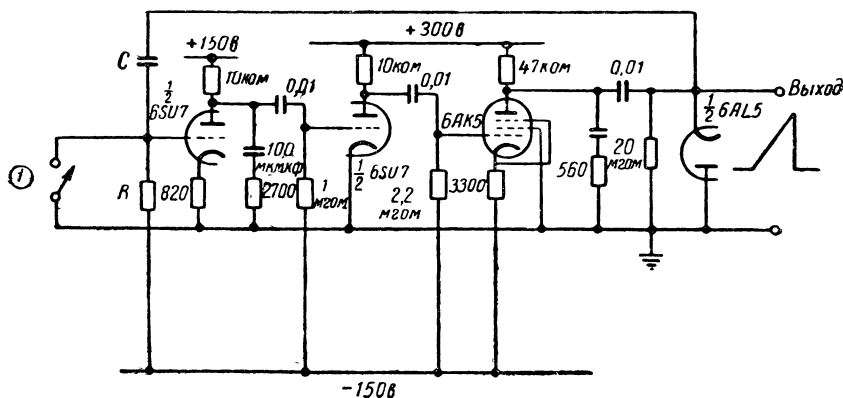 +150в
+300в
C
½
6SU7
10ком
0,01
10ком
0,01
47ком
0,01
Выход
½ 6AL5
6AK5
100
мкмкф
½ 6SU7
1
R
820
2700
1
мгом
2,2
мгом
3300
560
20
мгом
−150в